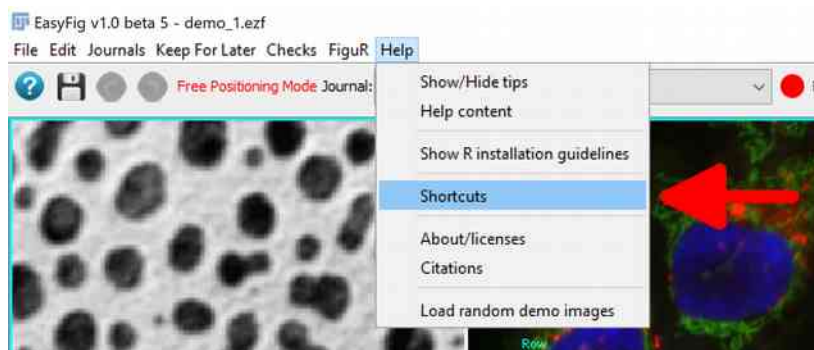 EasyFig v1.0 beta 5 - demo_1.ezf
File Edit Journals Keep For Later Checks FiguR Help
Free Positioning Mode Journal:
Show/Hide tips
Help content
Show R installation guidelines
Shortcuts
About/licenses
Citations
Load random demo images
Row